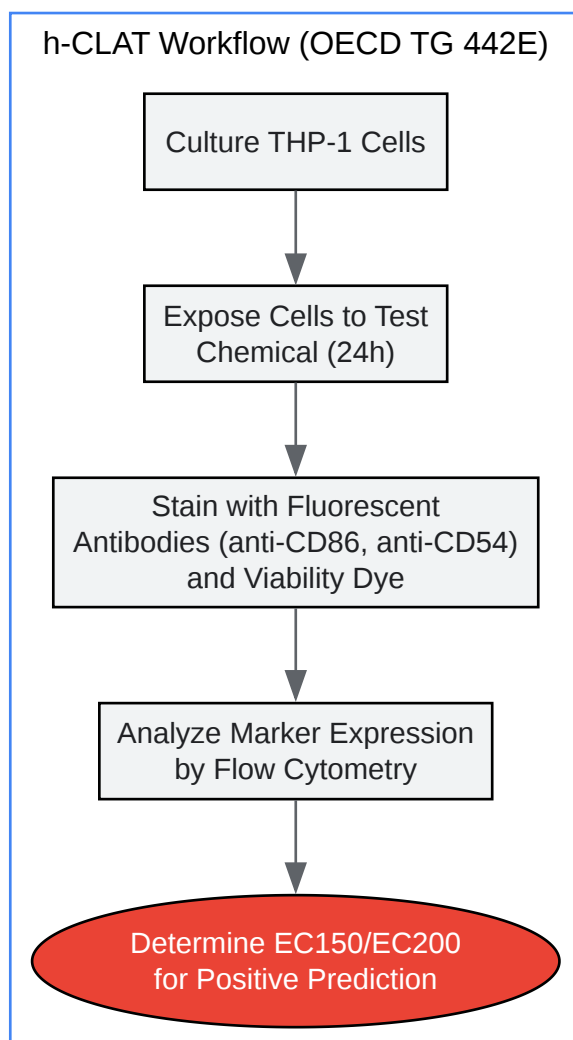 h-CLAT Workflow (OECD TG 442E)
Culture THP-1 Cells
Expose Cells to Test
Chemical (24h)
Stain with Fluorescent
Antibodies (anti-CD86, anti-CD54)
and Viability Dye
Analyze Marker Expression
by Flow Cytometry
Determine EC150/EC200
for Positive Prediction